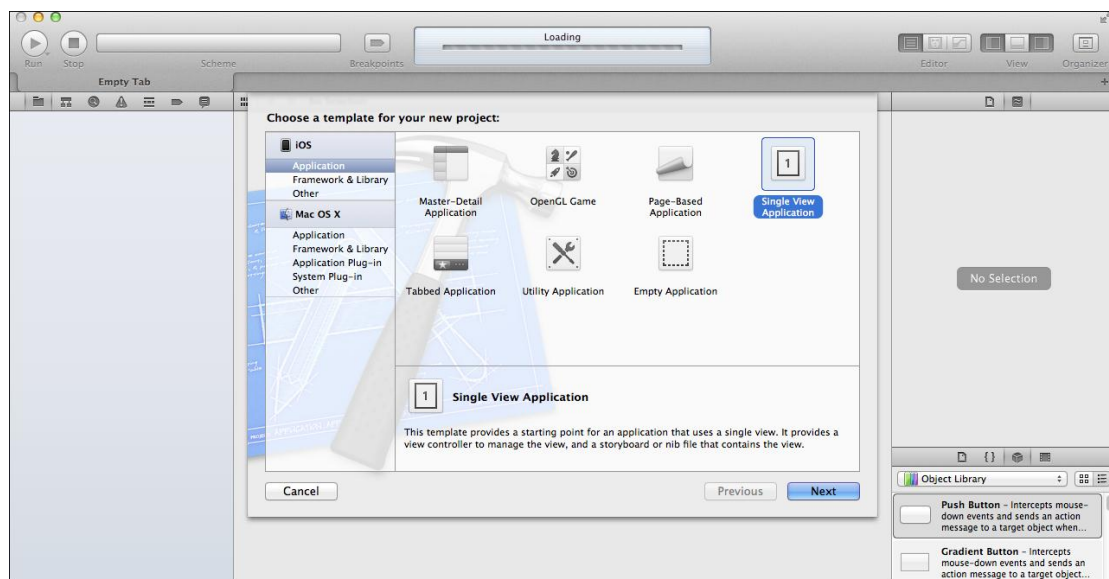 Loading
Run
Stop
Scheme
Breakpoints
Editor
View
Organizer
Empty Tab
Choose a template for your new project:
iOS
Application
Framework & Library
Other
Mac OS X
Application
Framework & Library
Application Plug-in
System Plug-in
Other
Master-Detail
Application
OpenGL Game
Page-Based
Application
1
Single View
Application
Tabbed Application
Utility Application
Empty Application
1
Single View Application
This template provides a starting point for an application that uses a single view. It provides a
view controller to manage the view, and a storyboard or nib file that contains the view.
Cancel
Previous
Next
No Selection
{}
Object Library
Push Button – Intercepts mouse-
down events and sends an action
message to a target object when...
Gradient Button – Intercepts
mouse-down events and sends an
action message to a target object...